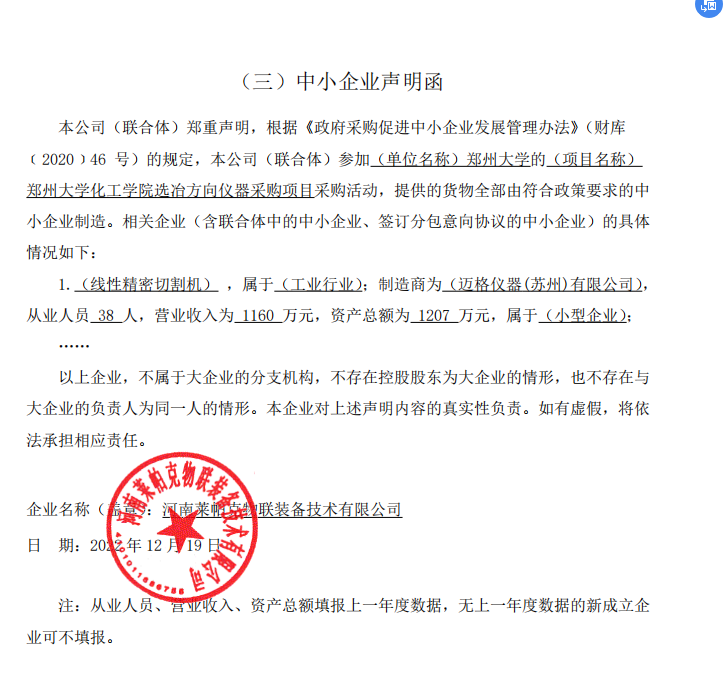 （三）中小企业声明函
本公司（联合体）郑重声明，根据《政府采购促进中小企业发展管理办法》（财库
﹝2020﹞46 号）的规定，本公司（联合体）参加（单位名称）郑州大学的（项目名称）
郑州大学化工学院选冶方向仪器采购项目采购活动，提供的货物全部由符合政策要求的中
小企业制造。相关企业（含联合体中的中小企业、签订分包意向协议的中小企业）的具体
情况如下：
1.（线性精密切割机），属于（工业行业）；制造商为（迈格仪器(苏州)有限公司），
从业人员 38 人，营业收入为 1160 万元，资产总额为 1207 万元，属于（小型企业）；
……
以上企业，不属于大企业的分支机构，不存在控股股东为大企业的情形，也不存在与
大企业的负责人为同一人的情形。本企业对上述声明内容的真实性负责。如有虚假，将依
法承担相应责任。
企业名称（盖章）：河南莱帕克物联装备技术有限公司
日 期：2022 年 12 月 19 日
河南莱帕克物联装备技术有限公司
注：从业人员、营业收入、资产总额填报上一年度数据，无上一年度数据的新成立企
业可不填报。